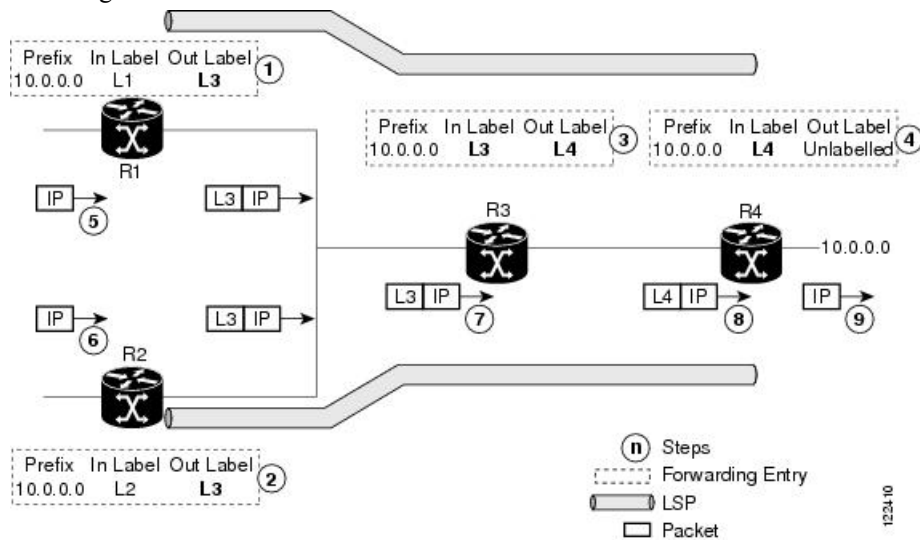 Prefix In Label Out Label
10.0.0.0 L1 L3
1
R1
Prefix In Label Out Label
10.0.0.0 L3 L4
3
Prefix In Label Out Label
10.0.0.0 L4 Unlabelled
4
IP
5
L3 IP
R3
R4
10.0.0.0
IP
6
L3 IP
L3 IP
7
L4 IP
8
IP
9
R2
Prefix In Label Out Label
10.0.0.0 L2 L3
2
n Steps
Forwarding Entry
LSP
Packet
122410